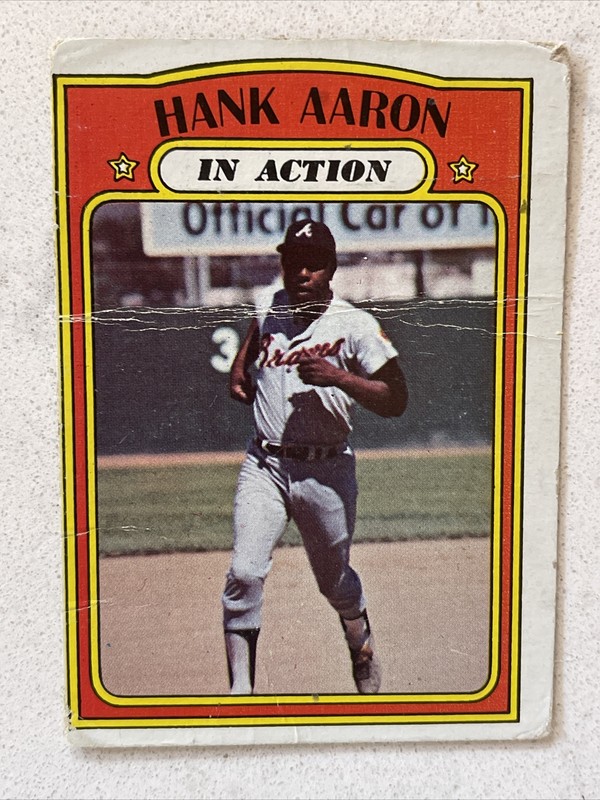 HANK AARON
IN ACTION
Official Car of
A
3
Braves